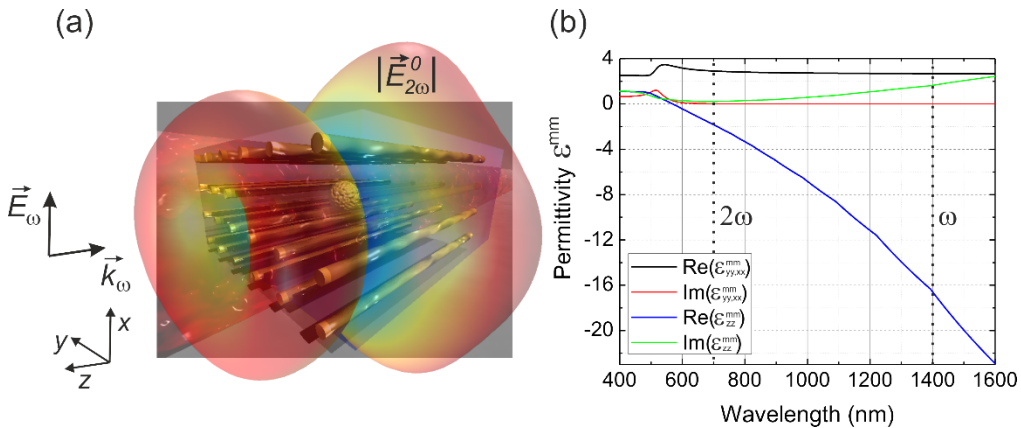 (a)
|E⃗⁰₂ω|
E⃗ω
k⃗ω
x
y
z
(b)
Permittivity εᵐᵐ
4
0
-4
-8
-12
-16
-20
2ω
ω
Re(εᵐᵐyy,xx)
Im(εᵐᵐyy,xx)
Re(εᵐᵐzz)
Im(εᵐᵐzz)
400 600 800 1000 1200 1400 1600
Wavelength (nm)